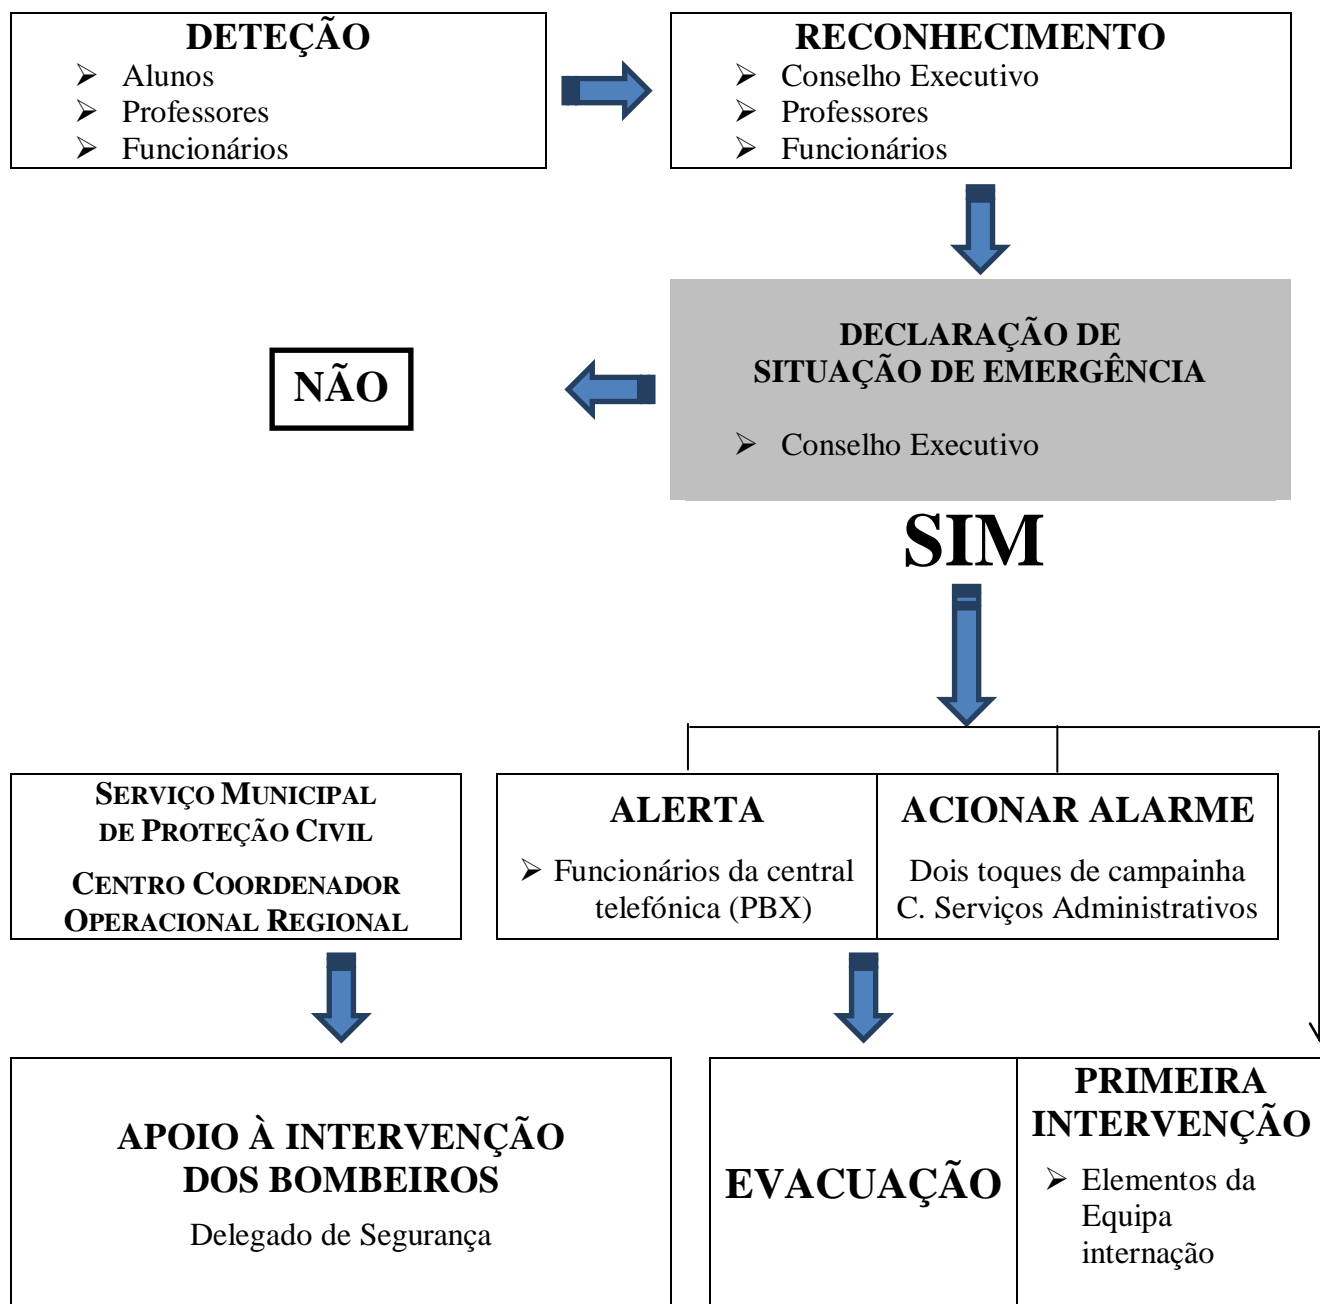 DETEÇÃO
➢ Alunos
➢ Professores
➢ Funcionários
RECONHECIMENTO
➢ Conselho Executivo
➢ Professores
➢ Funcionários
DECLARAÇÃO DE
SITUAÇÃO DE EMERGÊNCIA
➢ Conselho Executivo
NÃO
SIM
SERVIÇO MUNICIPAL
DE PROTEÇÃO CIVIL
CENTRO COORDENADOR
OPERACIONAL REGIONAL
ALERTA
➢ Funcionários da central
telefónica (PBX)
ACIONAR ALARME
Dois toques de campainha
C. Serviços Administrativos
APOIO À INTERVENÇÃO
DOS BOMBEIROS
Delegado de Segurança
EVACUAÇÃO
PRIMEIRA
INTERVENÇÃO
➢ Elementos da
Equipa
internação